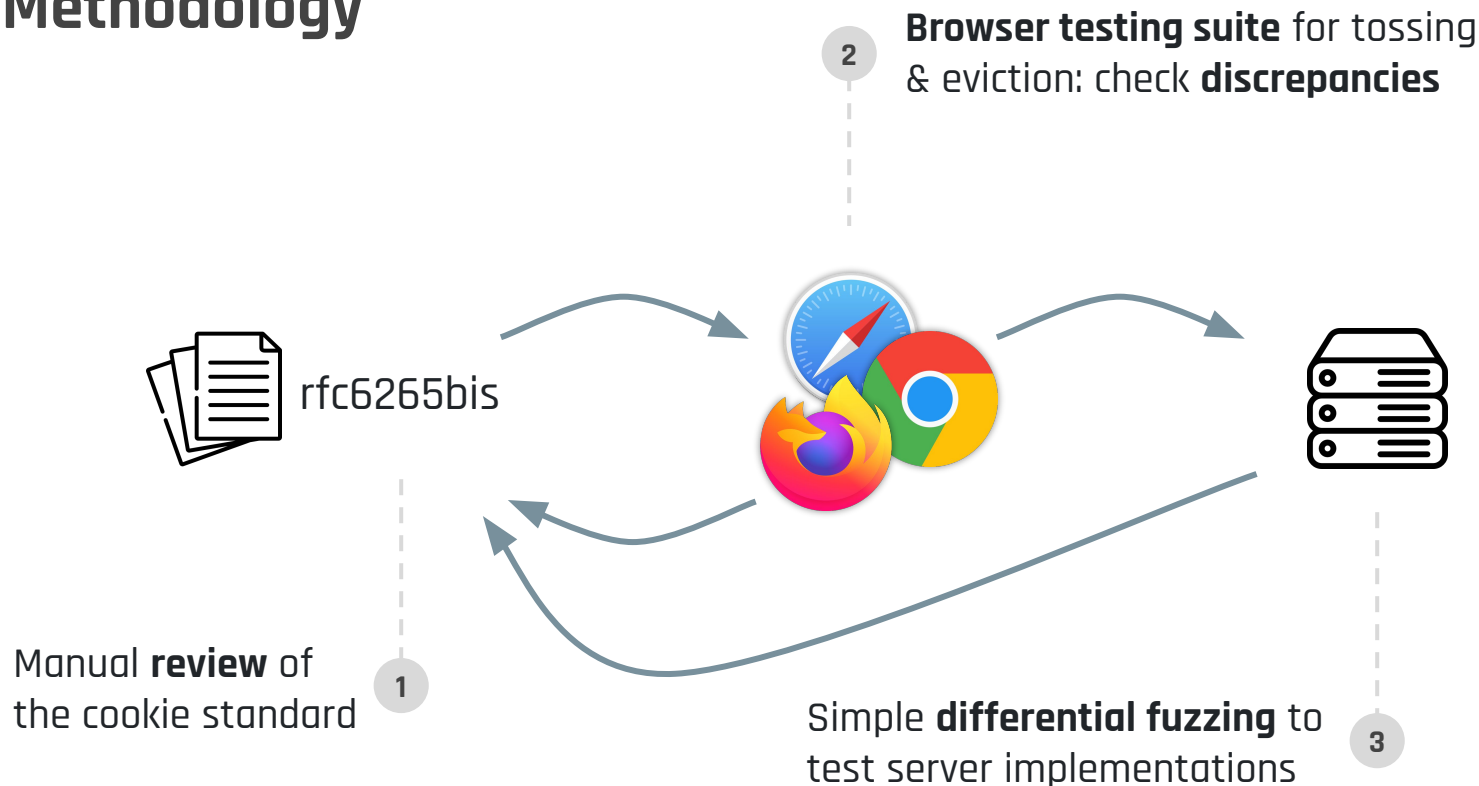 Methodology
2
Browser testing suite for tossing
& eviction: check discrepancies
rfc6265bis
Manual review of
the cookie standard
1
Simple differential fuzzing to
test server implementations
3